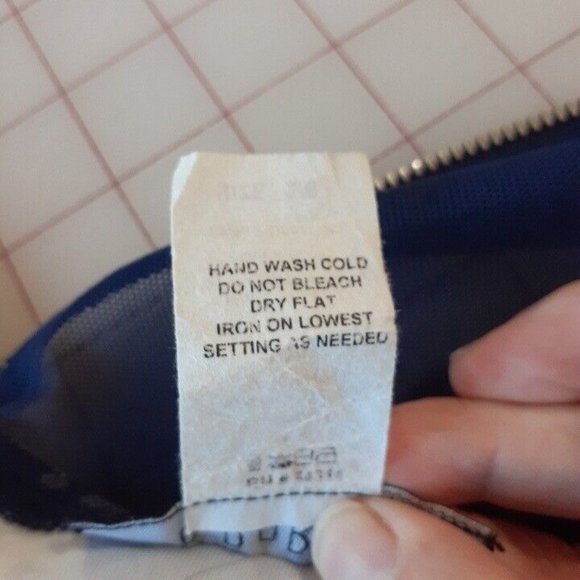 HAND WASH COLD
DO NOT BLEACH
DRY FLAT
IRON ON LOWEST
SETTING AS NEEDED